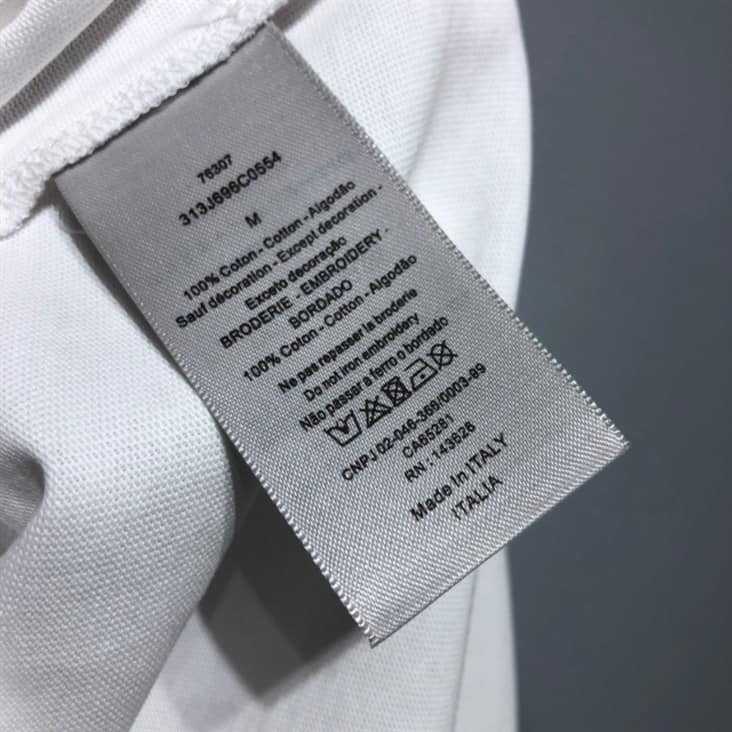 76307
313J696C0554
M
100% Coton - Cotton - Algodão
Sauf décoration - Except decoration -
Exceto decoração
BRODERIE - EMBROIDERY -
BORDADO
100% Coton - Cotton - Algodão
Ne pas repasser la broderie
Do not iron embroidery
Não passar a ferro o bordado
CNPJ 02-046-366/0003-89
CA65281
RN : 143628
Made In ITALY
ITALIA